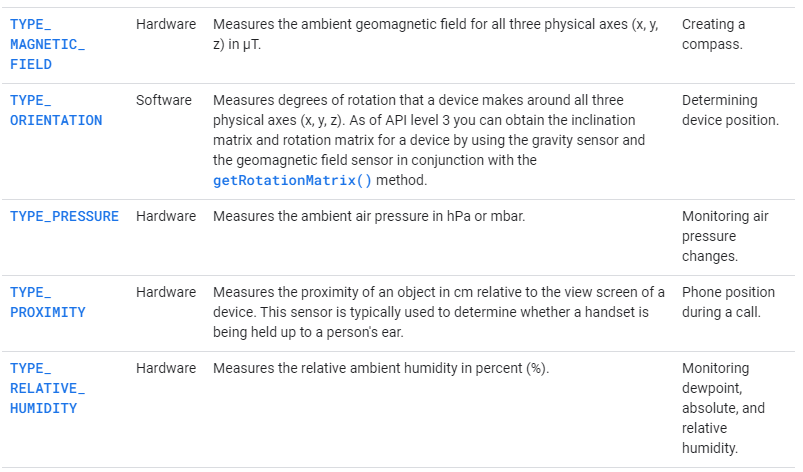 TYPE_ Hardware Measures the ambient geomagnetic field for all three physical axes (x, y, Creating a
MAGNETIC_ z) in μT. compass.
FIELD
TYPE_ Software Measures degrees of rotation that a device makes around all three Determining
ORIENTATION physical axes (x, y, z). As of API level 3 you can obtain the inclination device position.
matrix and rotation matrix for a device by using the gravity sensor and
the geomagnetic field sensor in conjunction with the
getRotationMatrix() method.
TYPE_PRESSURE Hardware Measures the ambient air pressure in hPa or mbar. Monitoring air
pressure
changes.
TYPE_ Hardware Measures the proximity of an object in cm relative to the view screen of a Phone position
PROXIMITY device. This sensor is typically used to determine whether a handset is during a call.
being held up to a person's ear.
TYPE_ Hardware Measures the relative ambient humidity in percent (%). Monitoring
RELATIVE_ dewpoint,
HUMIDITY absolute, and
relative
humidity.